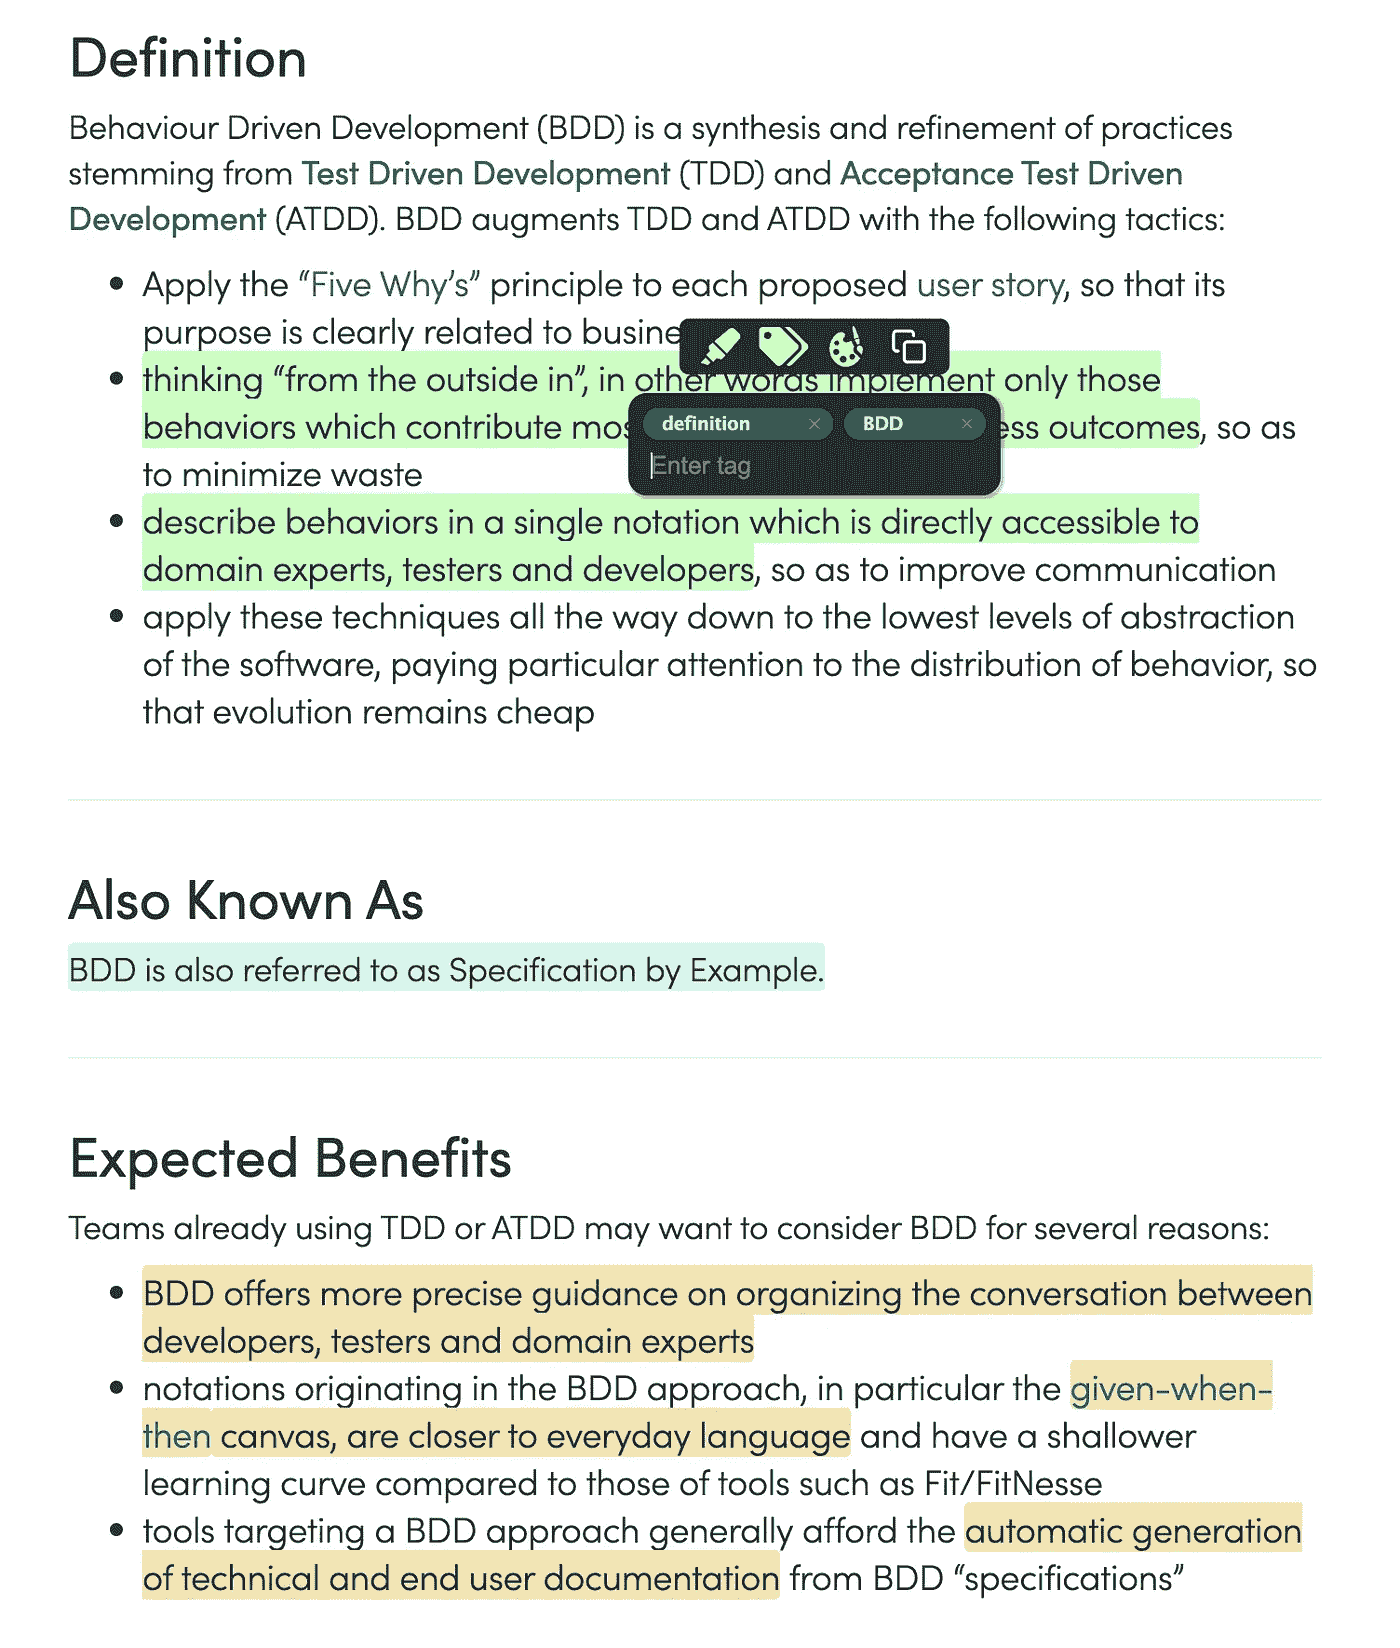 Definition
Behaviour Driven Development (BDD) is a synthesis and refinement of practices
stemming from Test Driven Development (TDD) and Acceptance Test Driven
Development (ATDD). BDD augments TDD and ATDD with the following tactics:
Apply the “Five Why’s” principle to each proposed user story, so that its
purpose is clearly related to busine
thinking “from the outside in”, in other words implement only those
behaviors which contribute mos ess outcomes, so as
definition BDD
Enter tag
to minimize waste
describe behaviors in a single notation which is directly accessible to
domain experts, testers and developers, so as to improve communication
apply these techniques all the way down to the lowest levels of abstraction
of the software, paying particular attention to the distribution of behavior, so
that evolution remains cheap
Also Known As
BDD is also referred to as Specification by Example.
Expected Benefits
Teams already using TDD or ATDD may want to consider BDD for several reasons:
BDD offers more precise guidance on organizing the conversation between
developers, testers and domain experts
notations originating in the BDD approach, in particular the given-when-
then canvas, are closer to everyday language and have a shallower
learning curve compared to those of tools such as Fit/FitNesse
tools targeting a BDD approach generally afford the automatic generation
of technical and end user documentation from BDD “specifications”